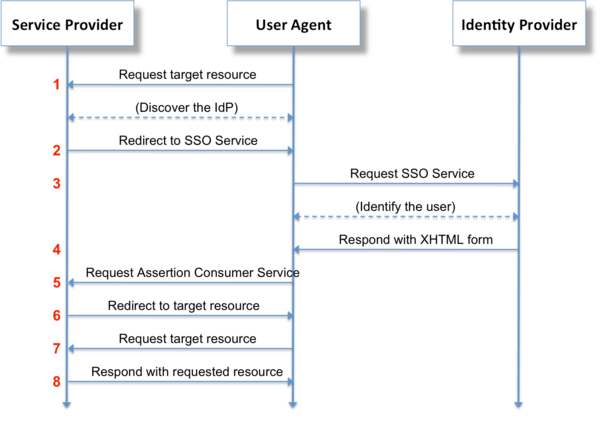 Service Provider
User Agent
Identity Provider
1
Request target resource
(Discover the IdP)
2
Redirect to SSO Service
3
Request SSO Service
(Identify the user)
4
Respond with XHTML form
5
Request Assertion Consumer Service
6
Redirect to target resource
7
Request target resource
8
Respond with requested resource